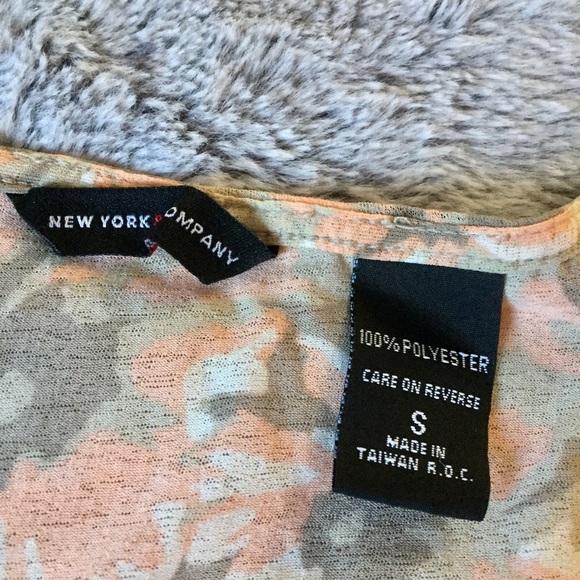 NEW YORK
OMPANY
100% POLYESTER
CARE ON REVERSE
S
MADE IN
TAIWAN R.O.C.